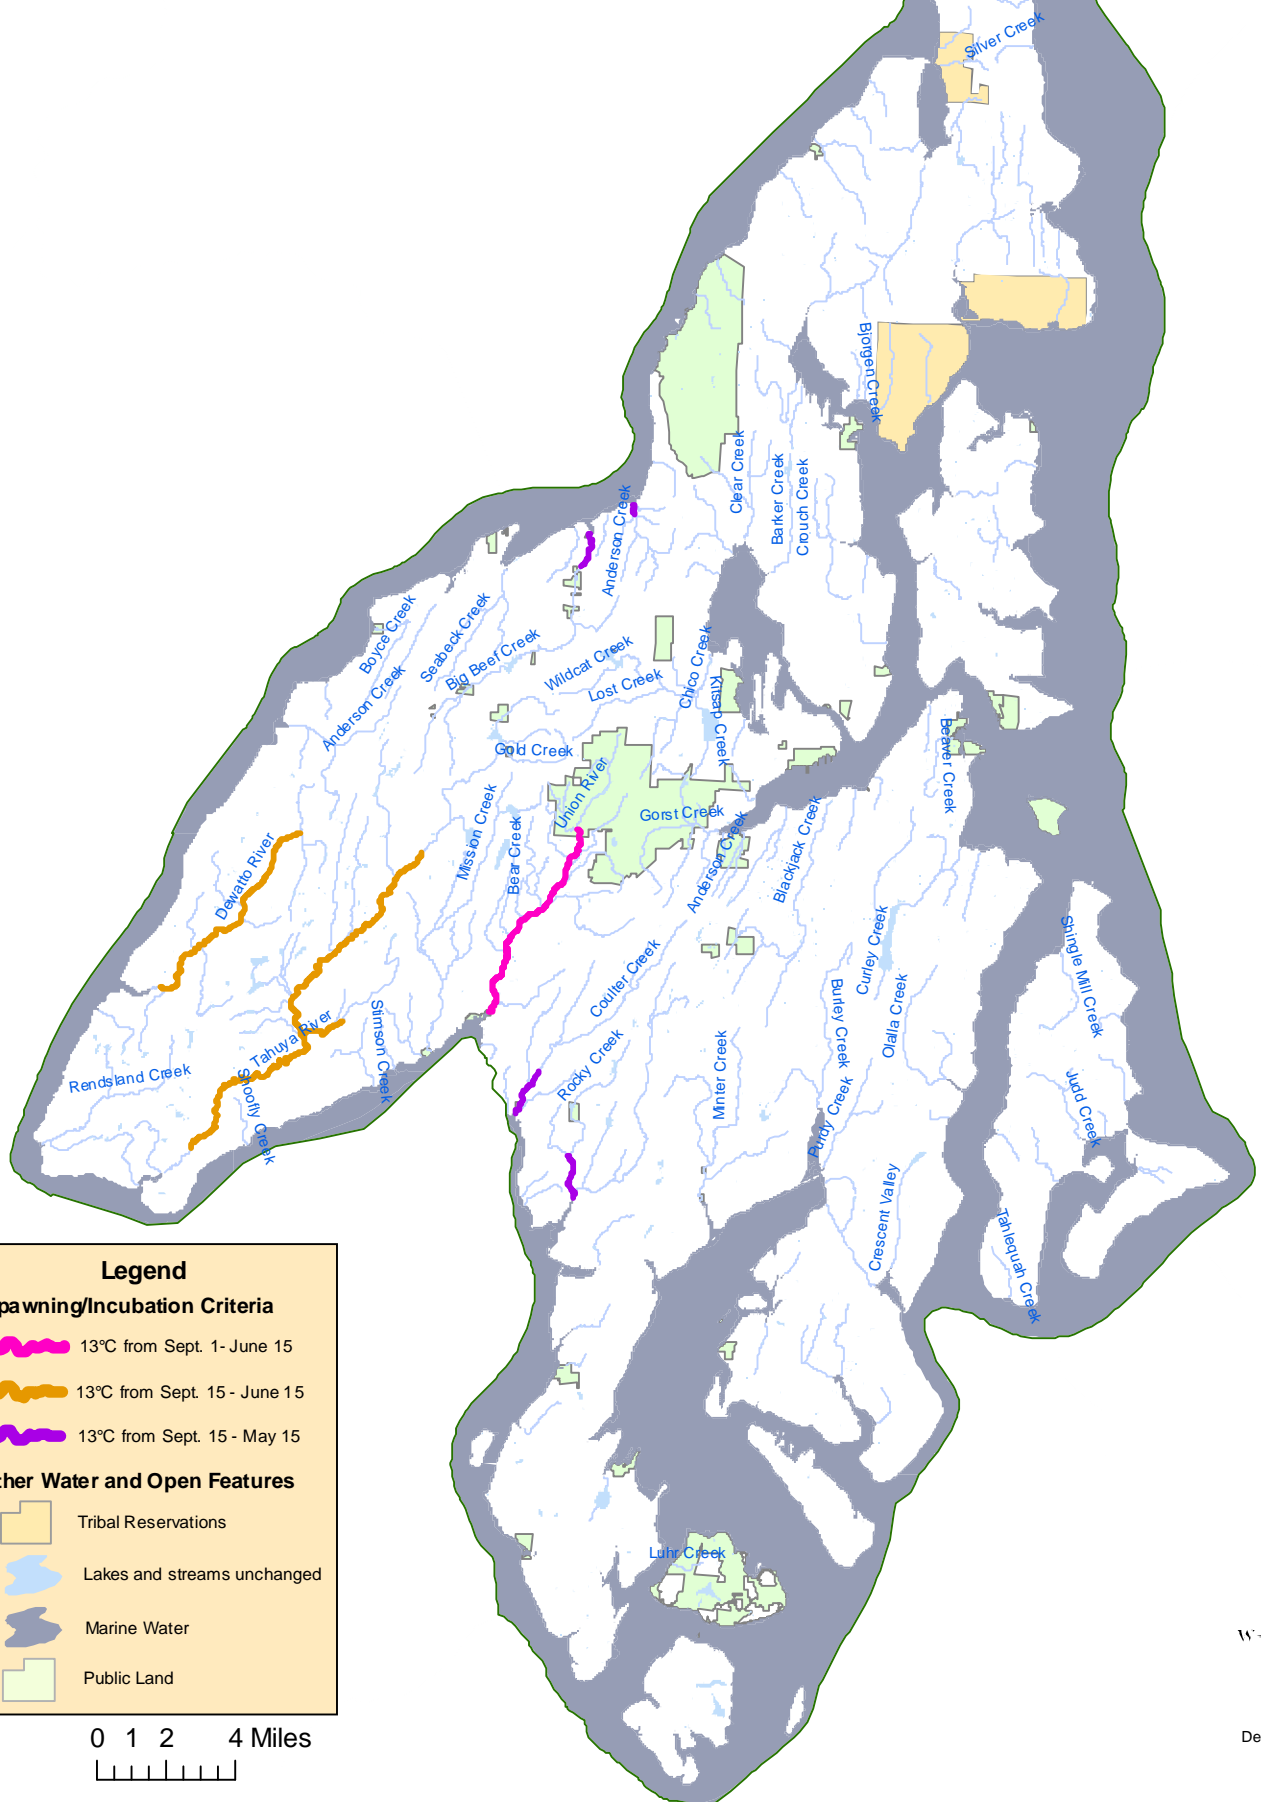 Silver Creek
Bjorgen Creek
Clear Creek
Barker Creek
Crouch Creek
Anderson Creek
Boyce Creek
Seabeck Creek
Big Beef Creek
Anderson Creek
Wildcat Creek
Lost Creek
Chico Creek
Kitsap Creek
Gold Creek
Union River
Gorst Creek
Beaver Creek
Mission Creek
Bear Creek
Anderson Creek
Blackjack Creek
Dewatto River
Curley Creek
Shingle Mill Creek
Coulter Creek
Burley Creek
Olalla Creek
Stimson Creek
Tahuya River
Rendsland Creek
Shoofly Creek
Rocky Creek
Minter Creek
Purdy Creek
Judd Creek
Crescent Valley
Tahlequah Creek
Luhr Creek
Legend
pawning/Incubation Criteria
13°C from Sept. 1- June 15
13°C from Sept. 15 - June 15
13°C from Sept. 15 - May 15
ther Water and Open Features
Tribal Reservations
Lakes and streams unchanged
Marine Water
Public Land
0 1 2 4 Miles
De